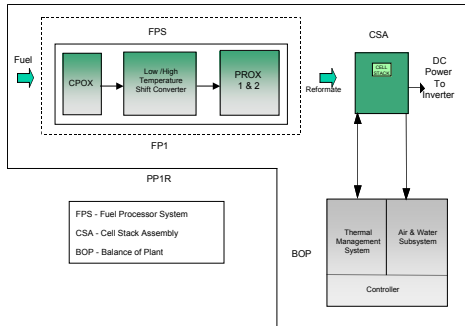 FPS
CSA
Fuel
CPOX
Low /High
Temperature
Shift Converter
PROX
1 & 2
Reformate
CELL
STACK
DC
Power
To
Inverter
FP1
PP1R
FPS - Fuel Processor System
CSA - Cell Stack Assembly
BOP - Balance of Plant
BOP
Thermal
Management
System
Air & Water
Subsystem
Controller